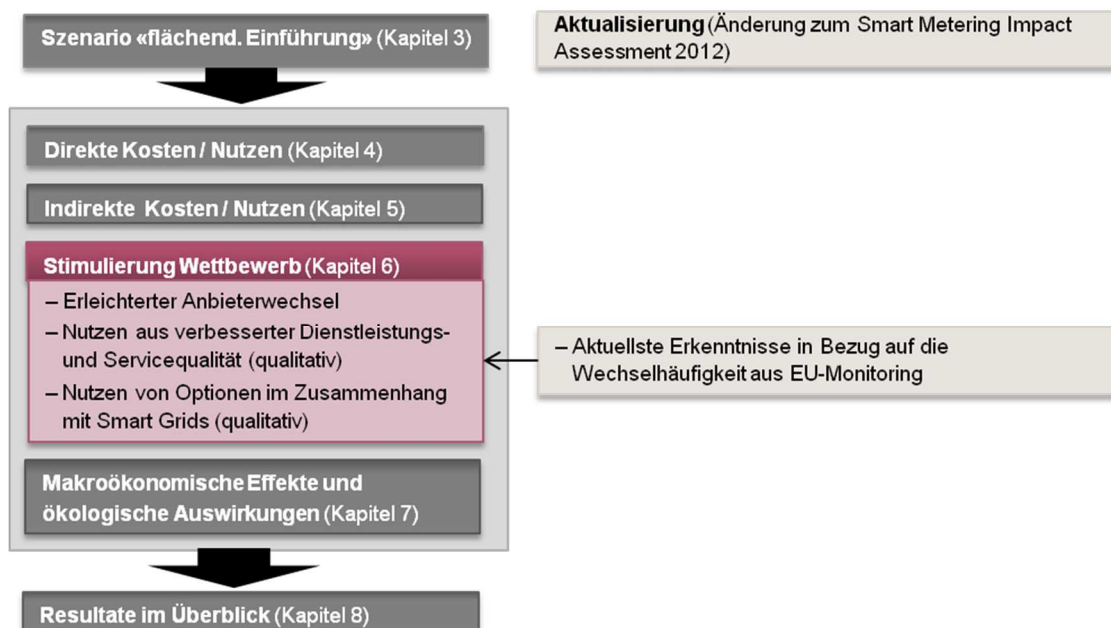 Szenario «flächend. Einführung» (Kapitel 3)
Aktualisierung (Änderung zum Smart Metering Impact
Assessment 2012)
Direkte Kosten / Nutzen (Kapitel 4)
Indirekte Kosten / Nutzen (Kapitel 5)
Stimulierung Wettbewerb (Kapitel 6)
– Erleichterter Anbieterwechsel
– Nutzen aus verbesserter Dienstleistungs-
und Servicequalität (qualitativ)
– Nutzen von Optionen im Zusammenhang
mit Smart Grids (qualitativ)
– Aktuellste Erkenntnisse in Bezug auf die
Wechselhäufigkeit aus EU-Monitoring
Makroökonomische Effekte und
ökologische Auswirkungen (Kapitel 7)
Resultate im Überblick (Kapitel 8)